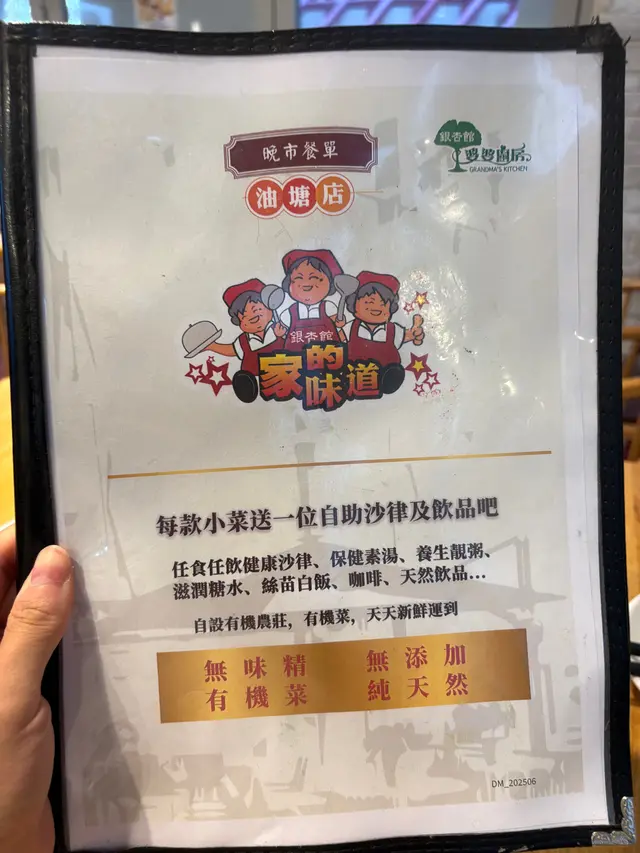 晚市餐單
油塘店
銀杏館
婆婆廚房
GRANDMA'S KITCHEN
銀杏館
家的味道
每款小菜送一位自助沙律及飲品吧
任食任飲健康沙律、保健素湯、養生靚粥、
滋潤糖水、絲苗白飯、咖啡、天然飲品...
自設有機農莊，有機菜，天天新鮮運到
無味精 無添加
有機菜 純天然
DM_202506